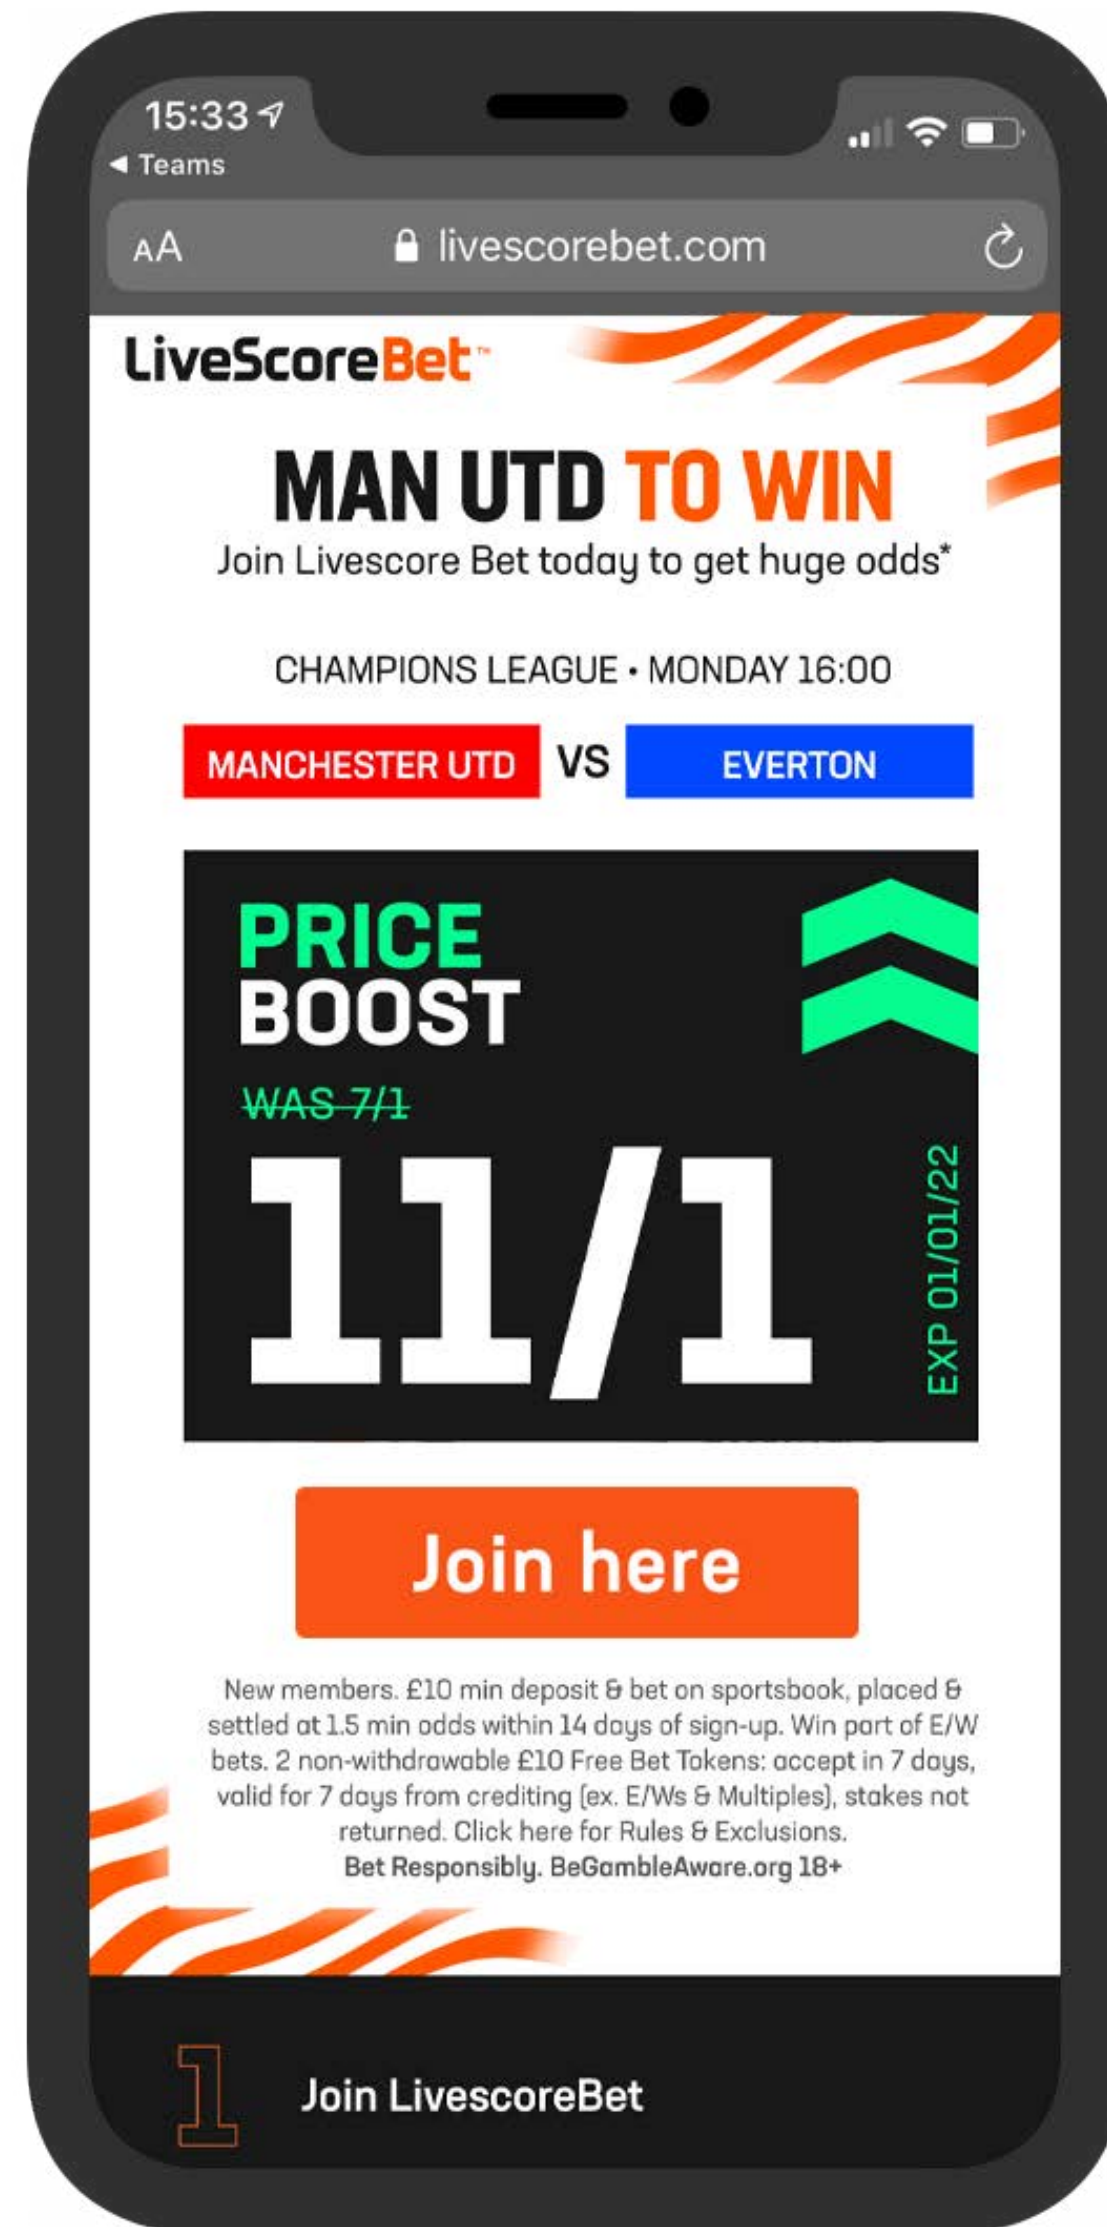 15:33
◀ Teams
AA livescorebet.com
LiveScoreBet™
MAN UTD TO WIN
Join Livescore Bet today to get huge odds*
CHAMPIONS LEAGUE • MONDAY 16:00
MANCHESTER UTD VS EVERTON
PRICE
BOOST
WAS 7/1
11/1
EXP 01/01/22
Join here
New members. £10 min deposit & bet on sportsbook, placed &
settled at 1.5 min odds within 14 days of sign-up. Win part of E/W
bets. 2 non-withdrawable £10 Free Bet Tokens: accept in 7 days,
valid for 7 days from crediting (ex. E/Ws & Multiples), stakes not
returned. Click here for Rules & Exclusions.
Bet Responsibly. BeGambleAware.org 18+
1 Join LivescoreBet